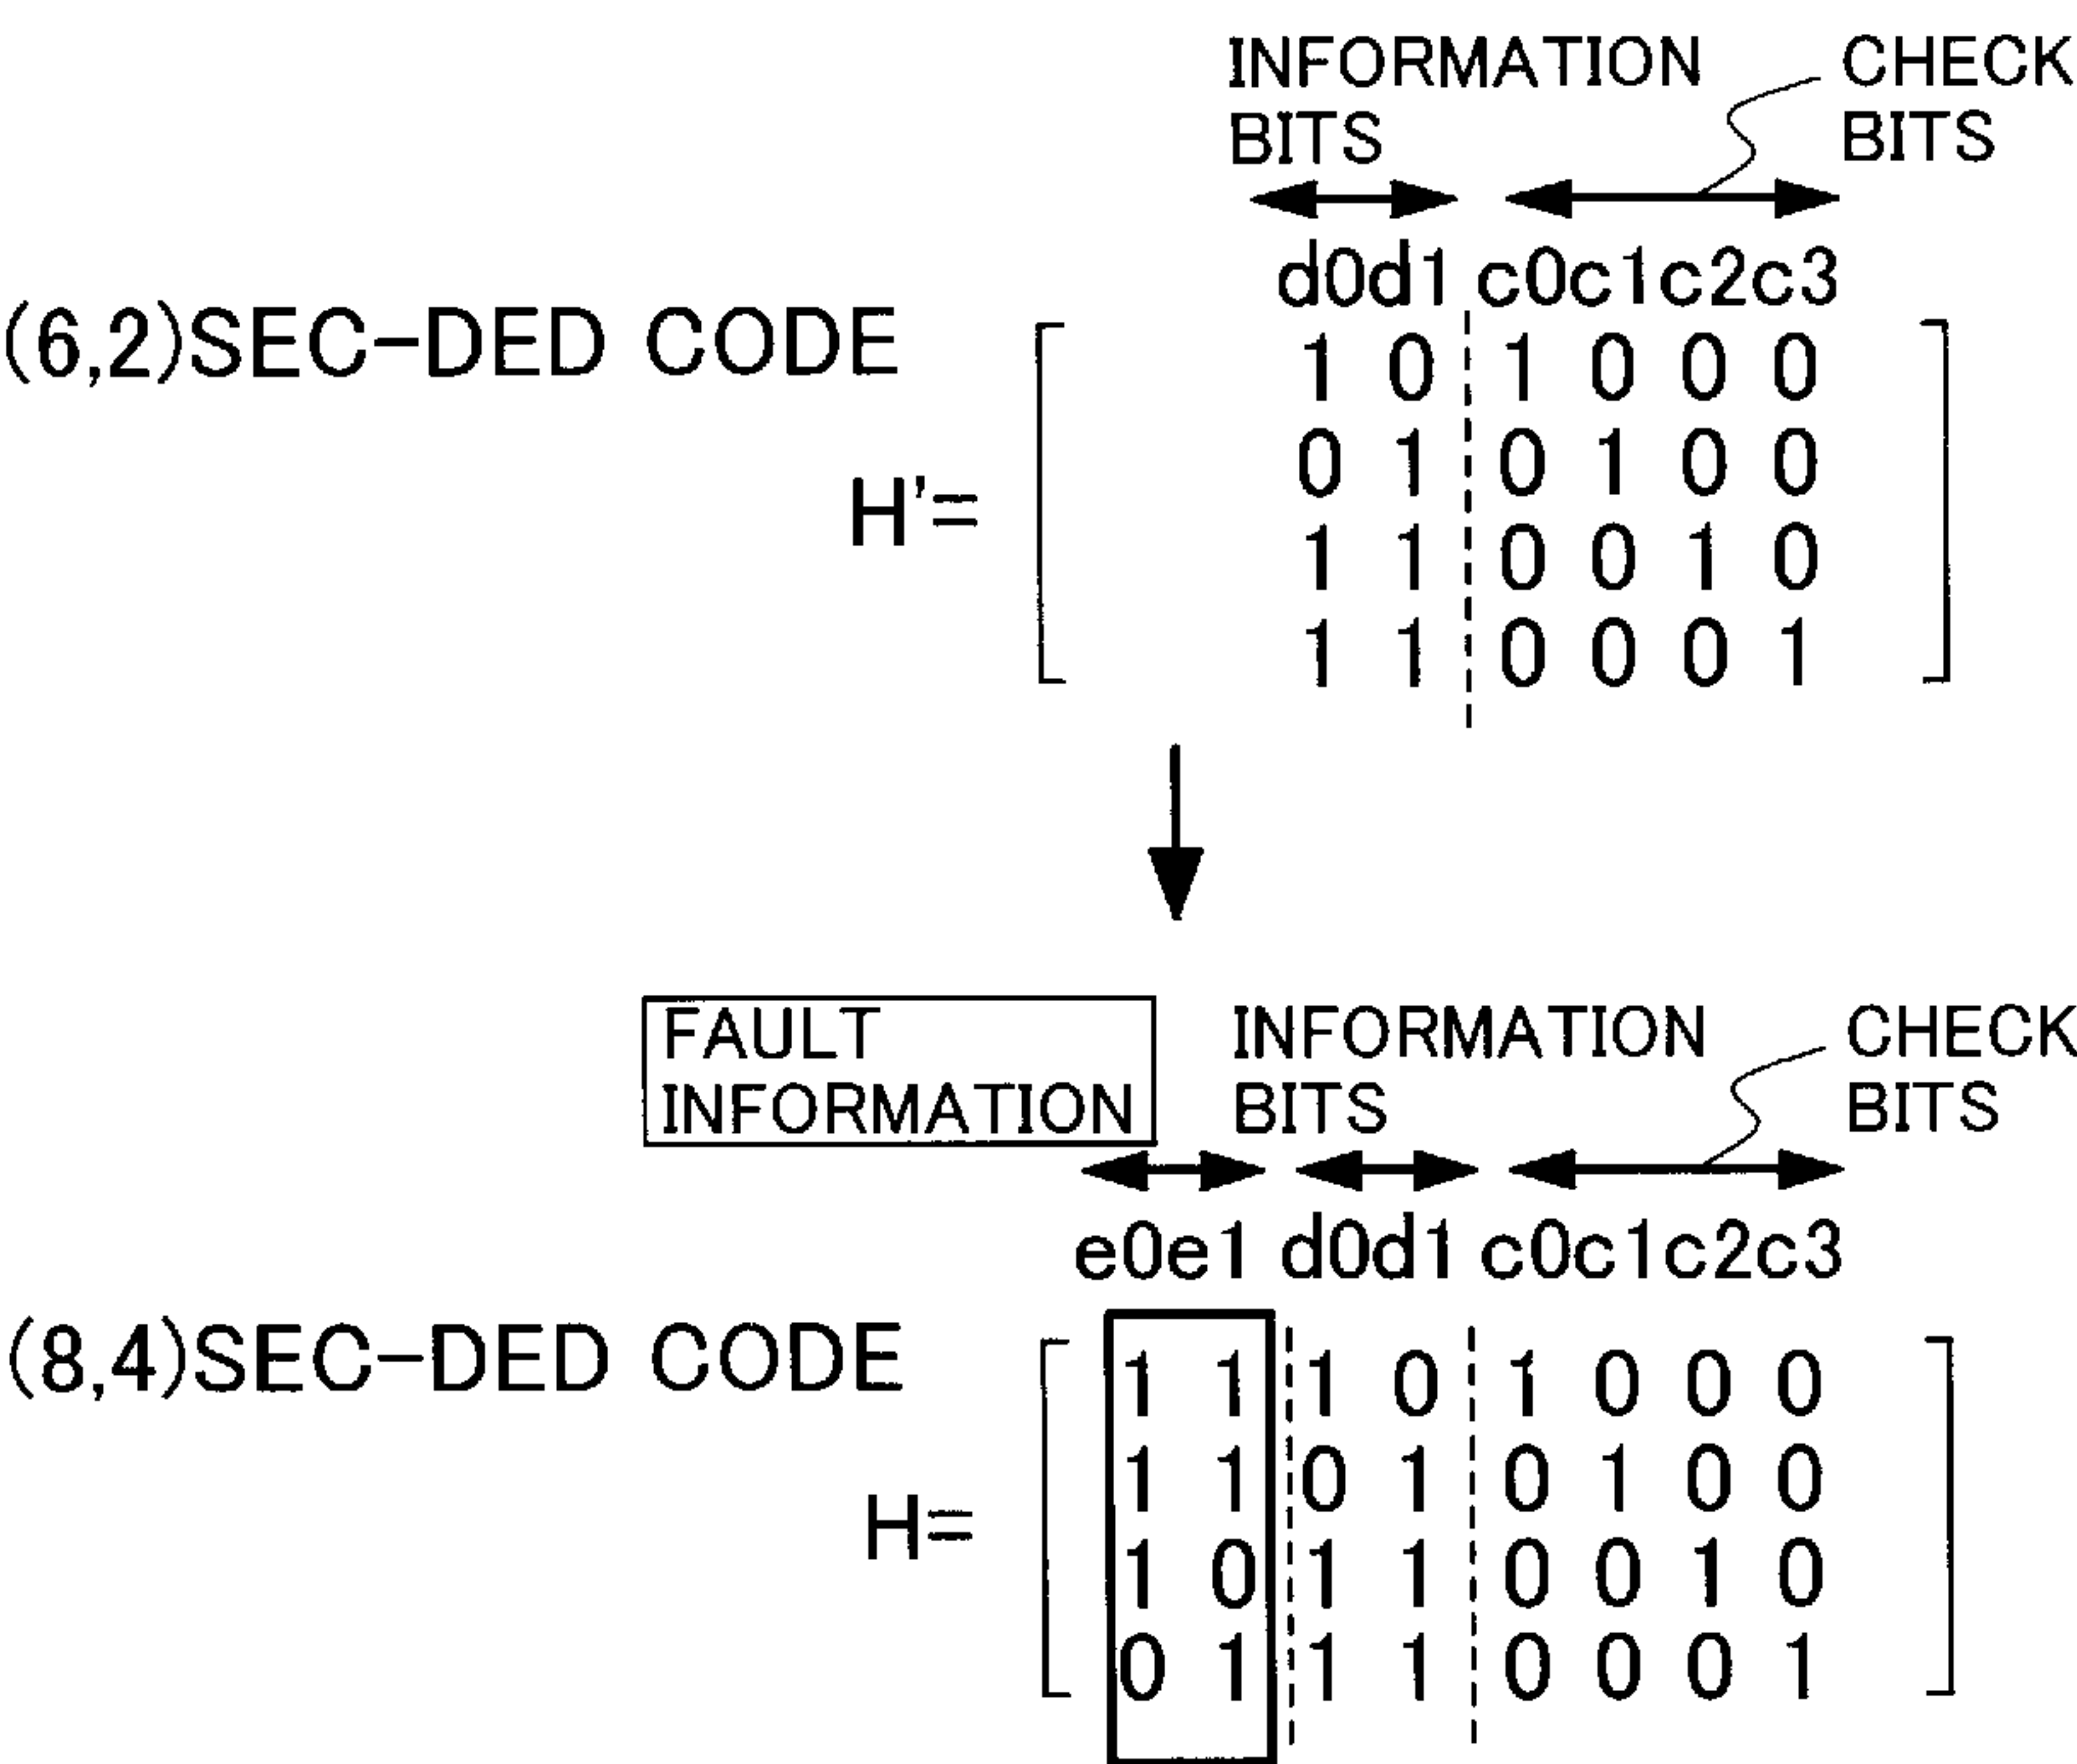 INFORMATION CHECK
BITS BITS
d0d1 c0c1c2c3
(6,2)SEC-DED CODE
1 0 1 0 0 0
0 1 0 1 0 0
H'=
1 1 0 0 1 0
1 1 0 0 0 1
FAULT INFORMATION CHECK
INFORMATION BITS BITS
e0e1 d0d1 c0c1c2c3
(8,4)SEC-DED CODE
1 1 1 0 1 0 0 0
1 1 0 1 0 1 0 0
H=
1 0 1 1 0 0 1 0
0 1 1 1 0 0 0 1